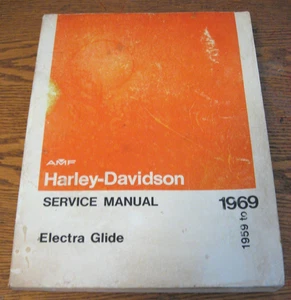 AMF
Harley-Davidson
SERVICE MANUAL
1959 to
1969
Electra Glide